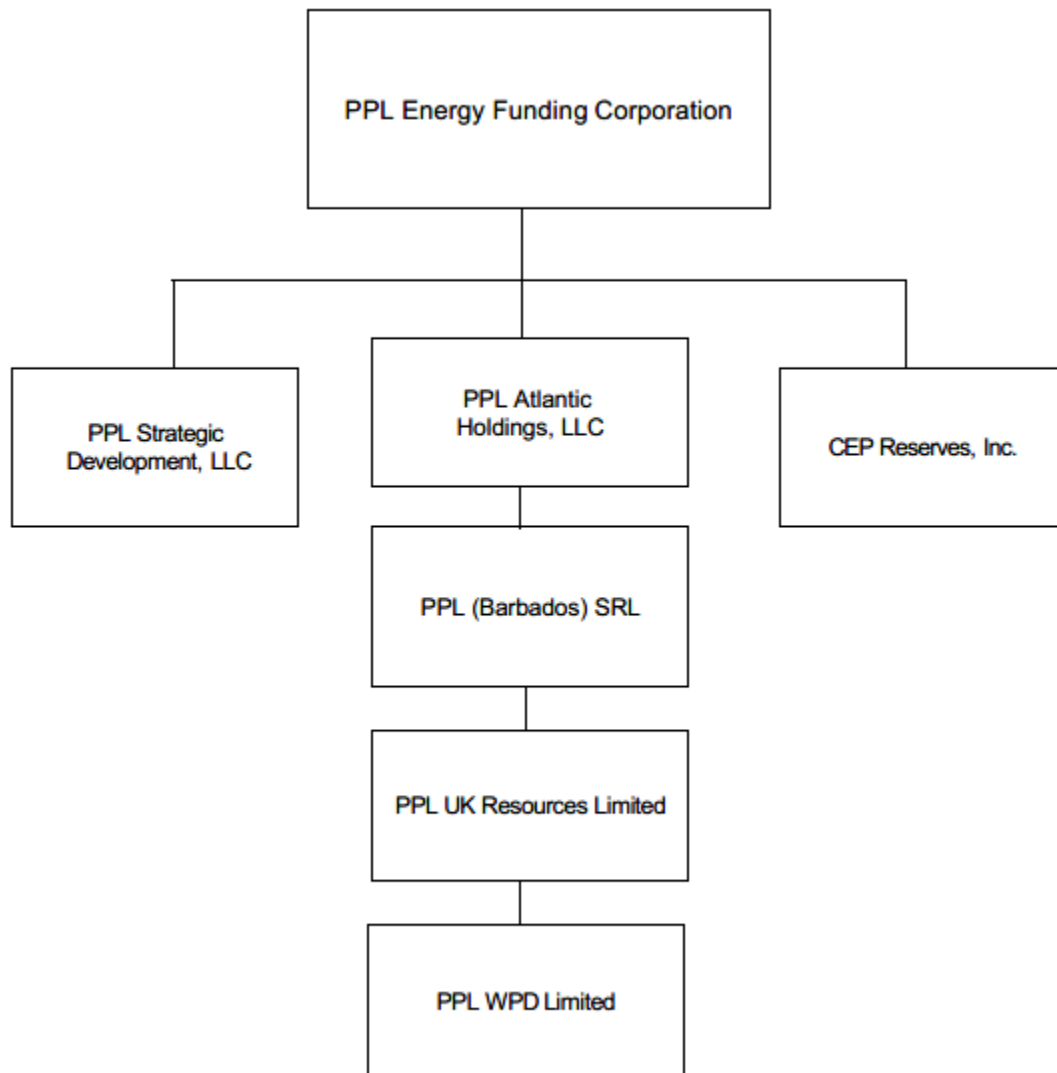 PPL Energy Funding Corporation
PPL Strategic
Development, LLC
PPL Atlantic
Holdings, LLC
CEP Reserves, Inc.
PPL (Barbados) SRL
PPL UK Resources Limited
PPL WPD Limited